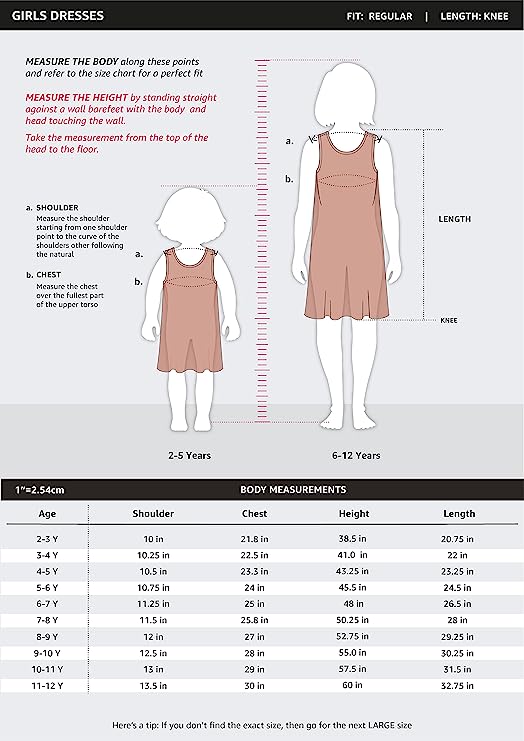 GIRLS DRESSES
FIT: REGULAR | LENGTH: KNEE
MEASURE THE BODY along these points
and refer to the size chart for a perfect fit
MEASURE THE HEIGHT by standing straight
against a wall barefeet with the body and
head touching the wall.
Take the measurement from the top of the
head to the floor.
a. SHOULDER
Measure the shoulder
starting from one shoulder
point to the curve of the
shoulders other following
the natural
b. CHEST
Measure the chest
over the fullest part
of the upper torso
a.
b.
a.
b.
LENGTH
KNEE
2-5 Years
6-12 Years
1"=2.54cm BODY MEASUREMENTS
Age Shoulder Chest Height Length
2-3 Y 10 in 21.8 in 38.5 in 20.75 in
3-4 Y 10.25 in 22.5 in 41.0 in 22 in
4-5 Y 10.5 in 23.3 in 43.25 in 23.25 in
5-6 Y 10.75 in 24 in 45.5 in 24.5 in
6-7 Y 11.25 in 25 in 48 in 26.5 in
7-8 Y 11.5 in 25.8 in 50.25 in 28 in
8-9 Y 12 in 27 in 52.75 in 29.25 in
9-10 Y 12.5 in 28 in 55.0 in 30.25 in
10-11 Y 13 in 29 in 57.5 in 31.5 in
11-12 Y 13.5 in 30 in 60 in 32.75 in
Here's a tip: If you don't find the exact size, then go for the next LARGE size